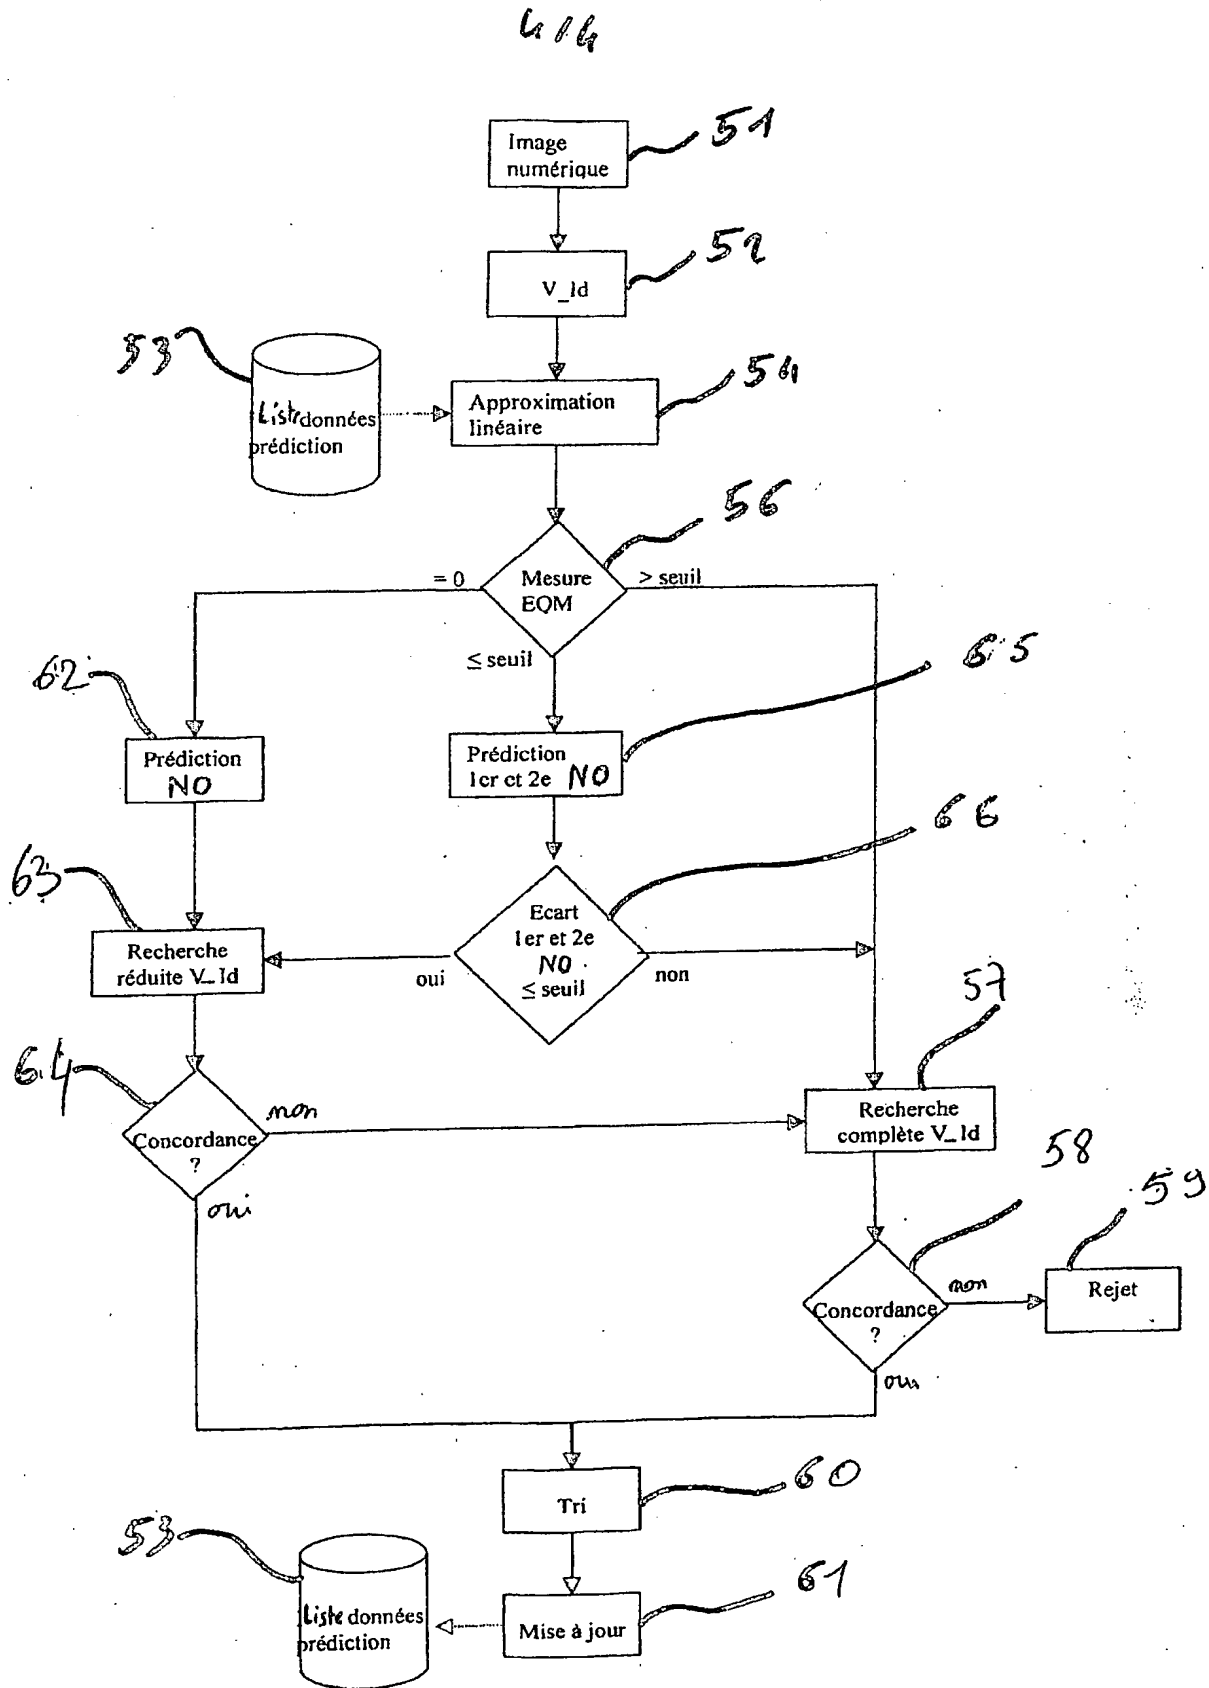 4/4
Image
numérique
51
V_Id
52
53
Liste données
prédiction
Approximation
linéaire
54
56
= 0
Mesure
EQM
> seuil
≤ seuil
62
65
Prédiction
NO
Prédiction
1er et 2e NO
66
63
Recherche
réduite V_Id
Ecart
1er et 2e
NO
≤ seuil
oui
non
57
64
non
Concordance
?
oui
Recherche
complète V_Id
58
59
Concordance
?
non
Rejet
oui
Tri
60
53
Liste données
prédiction
Mise à jour
61